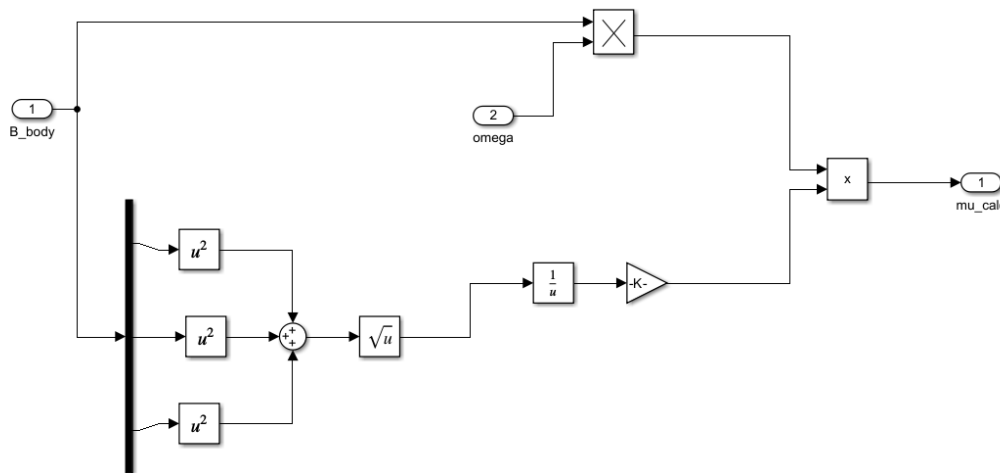 1
B_body
2
omega
x
1
mu_calc
u²
u²
u²
+
+
+
√u
1
u
-K-